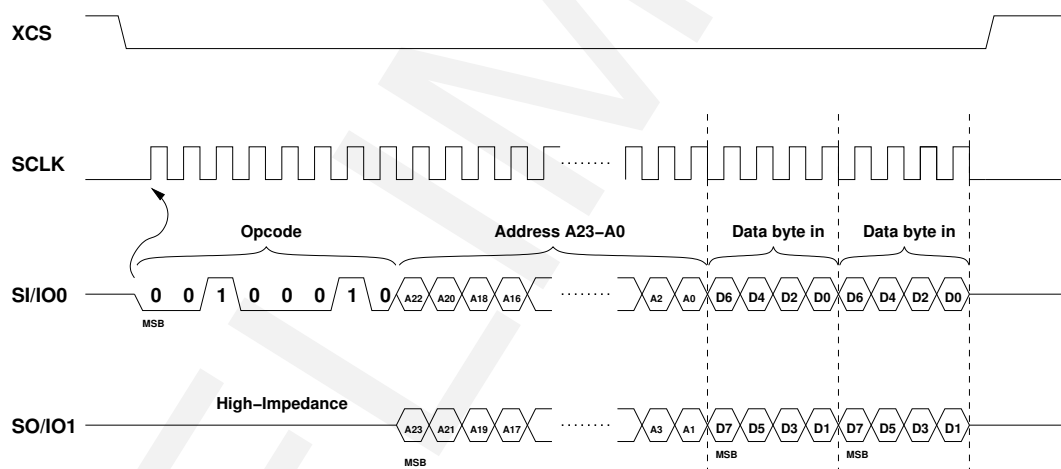 XCS
SCLK
Opcode
Address A23–A0
Data byte in
Data byte in
SI/IO0
0 0 1 0 0 0 1 0 A22 A20 A18 A16 ........ A2 A0 D6 D4 D2 D0 D6 D4 D2 D0
MSB
High–Impedance
SO/IO1
A23 A21 A19 A17 ........ A3 A1 D7 D5 D3 D1 D7 D5 D3 D1
MSB MSB MSB